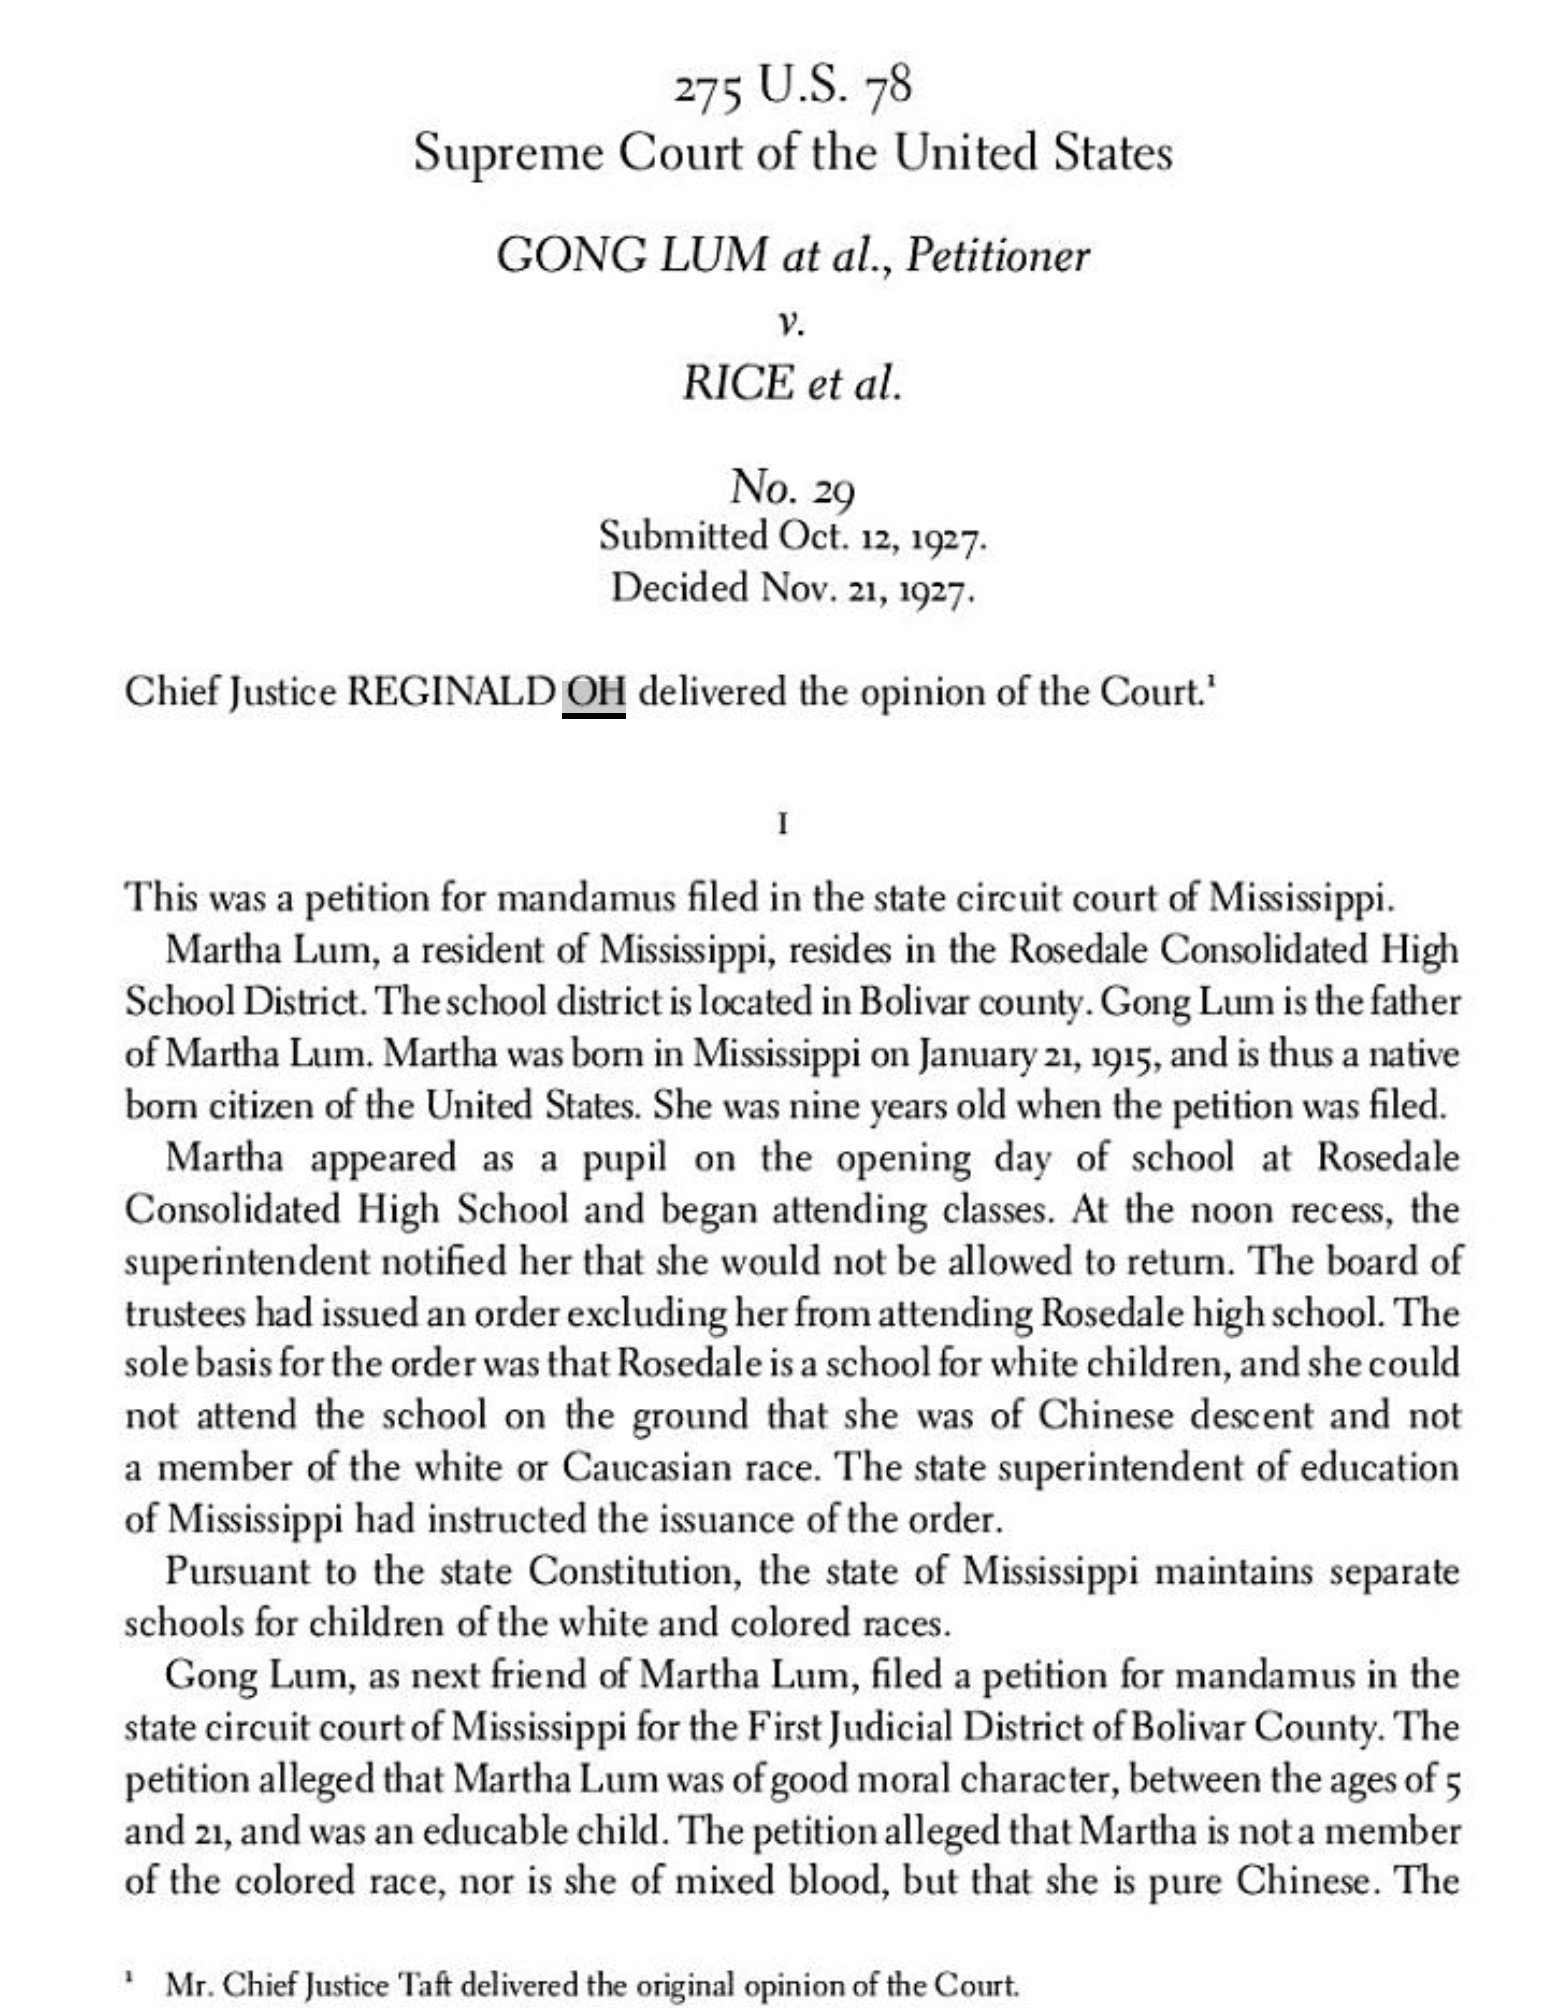 275 U.S. 78
Supreme Court of the United States
GONG LUM at al., Petitioner
v.
RICE et al.
No. 29
Submitted Oct. 12, 1927.
Decided Nov. 21, 1927.
Chief Justice REGINALD OH delivered the opinion of the Court.¹
I
This was a petition for mandamus filed in the state circuit court of Mississippi.
Martha Lum, a resident of Mississippi, resides in the Rosedale Consolidated High
School District. The school district is located in Bolivar county. Gong Lum is the father
of Martha Lum. Martha was born in Mississippi on January 21, 1915, and is thus a native
born citizen of the United States. She was nine years old when the petition was filed.
Martha appeared as a pupil on the opening day of school at Rosedale
Consolidated High School and began attending classes. At the noon recess, the
superintendent notified her that she would not be allowed to return. The board of
trustees had issued an order excluding her from attending Rosedale high school. The
sole basis for the order was that Rosedale is a school for white children, and she could
not attend the school on the ground that she was of Chinese descent and not
a member of the white or Caucasian race. The state superintendent of education
of Mississippi had instructed the issuance of the order.
Pursuant to the state Constitution, the state of Mississippi maintains separate
schools for children of the white and colored races.
Gong Lum, as next friend of Martha Lum, filed a petition for mandamus in the
state circuit court of Mississippi for the First Judicial District of Bolivar County. The
petition alleged that Martha Lum was of good moral character, between the ages of 5
and 21, and was an educable child. The petition alleged that Martha is not a member
of the colored race, nor is she of mixed blood, but that she is pure Chinese. The
¹ Mr. Chief Justice Taft delivered the original opinion of the Court.